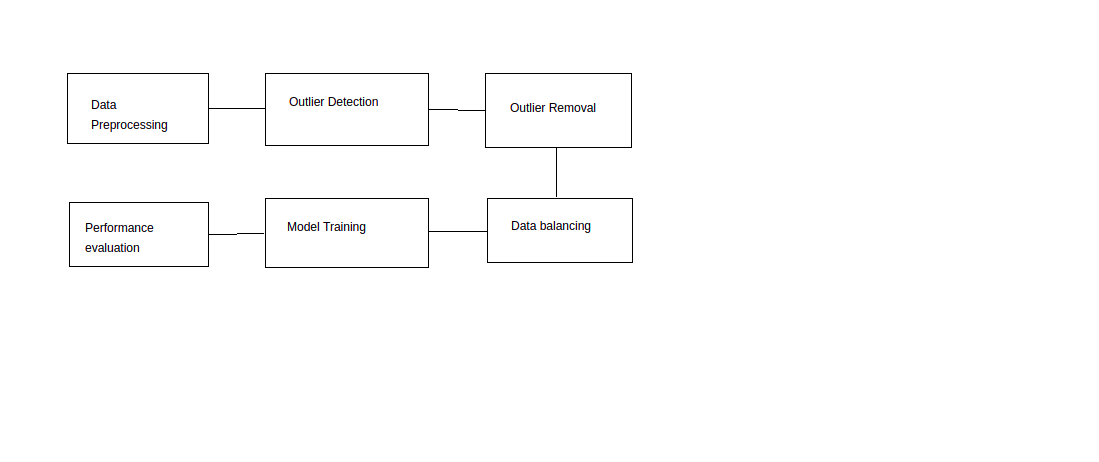 Data
Preprocessing
Outlier Detection
Outlier Removal
Performance
evaluation
Model Training
Data balancing